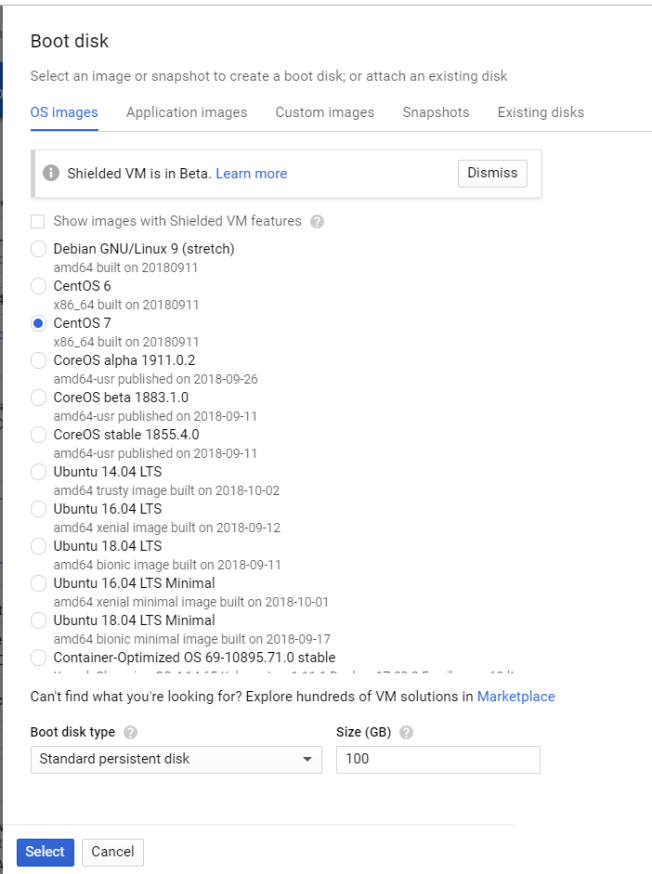 Boot disk
Select an image or snapshot to create a boot disk; or attach an existing disk
OS images Application images Custom images Snapshots Existing disks
Shielded VM is in Beta. Learn more Dismiss
Show images with Shielded VM features
Debian GNU/Linux 9 (stretch)
amd64 built on 20180911
CentOS 6
x86_64 built on 20180911
CentOS 7
x86_64 built on 20180911
CoreOS alpha 1911.0.2
amd64-usr published on 2018-09-26
CoreOS beta 1883.1.0
amd64-usr published on 2018-09-11
CoreOS stable 1855.4.0
amd64-usr published on 2018-09-11
Ubuntu 14.04 LTS
amd64 trusty image built on 2018-10-02
Ubuntu 16.04 LTS
amd64 xenial image built on 2018-09-12
Ubuntu 18.04 LTS
amd64 bionic image built on 2018-09-11
Ubuntu 16.04 LTS Minimal
amd64 xenial minimal image built on 2018-10-01
Ubuntu 18.04 LTS Minimal
amd64 bionic minimal image built on 2018-09-17
Container-Optimized OS 69-10895.71.0 stable
Can't find what you're looking for? Explore hundreds of VM solutions in Marketplace
Boot disk type Size (GB)
Standard persistent disk 100
Select Cancel